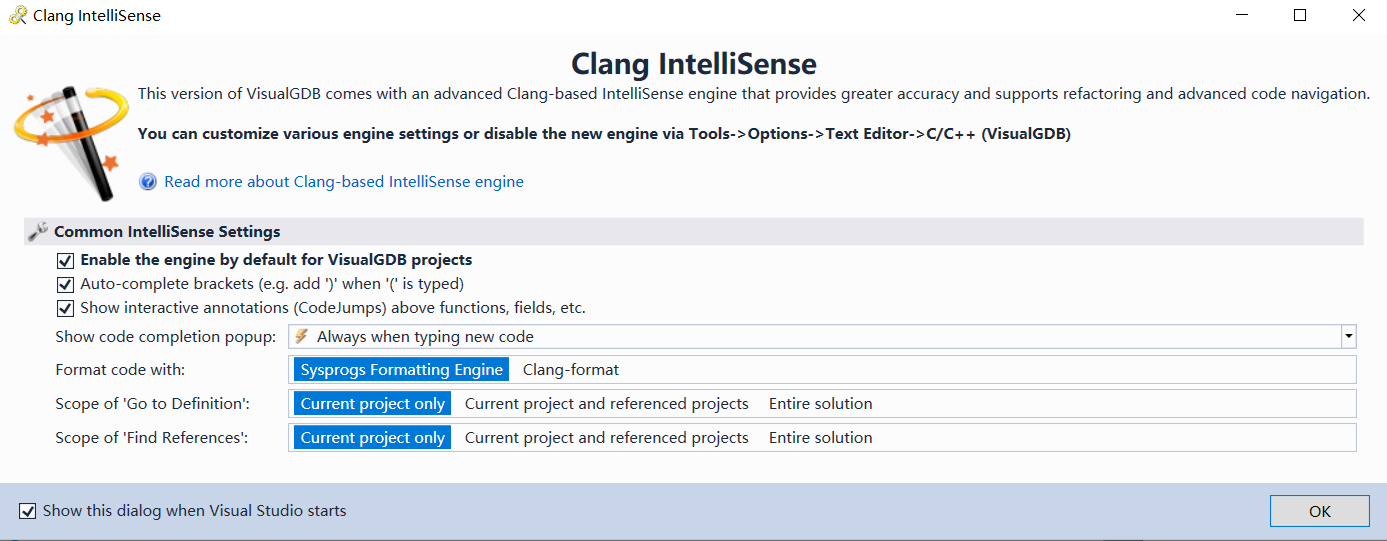 Clang IntelliSense
Clang IntelliSense
This version of VisualGDB comes with an advanced Clang-based IntelliSense engine that provides greater accuracy and supports refactoring and advanced code navigation.
You can customize various engine settings or disable the new engine via Tools->Options->Text Editor->C/C++ (VisualGDB)
Read more about Clang-based IntelliSense engine
Common IntelliSense Settings
Enable the engine by default for VisualGDB projects
Auto-complete brackets (e.g. add ')' when '(' is typed)
Show interactive annotations (CodeJumps) above functions, fields, etc.
Show code completion popup: Always when typing new code
Format code with: Sysprogs Formatting Engine Clang-format
Scope of 'Go to Definition': Current project only Current project and referenced projects Entire solution
Scope of 'Find References': Current project only Current project and referenced projects Entire solution
Show this dialog when Visual Studio starts OK